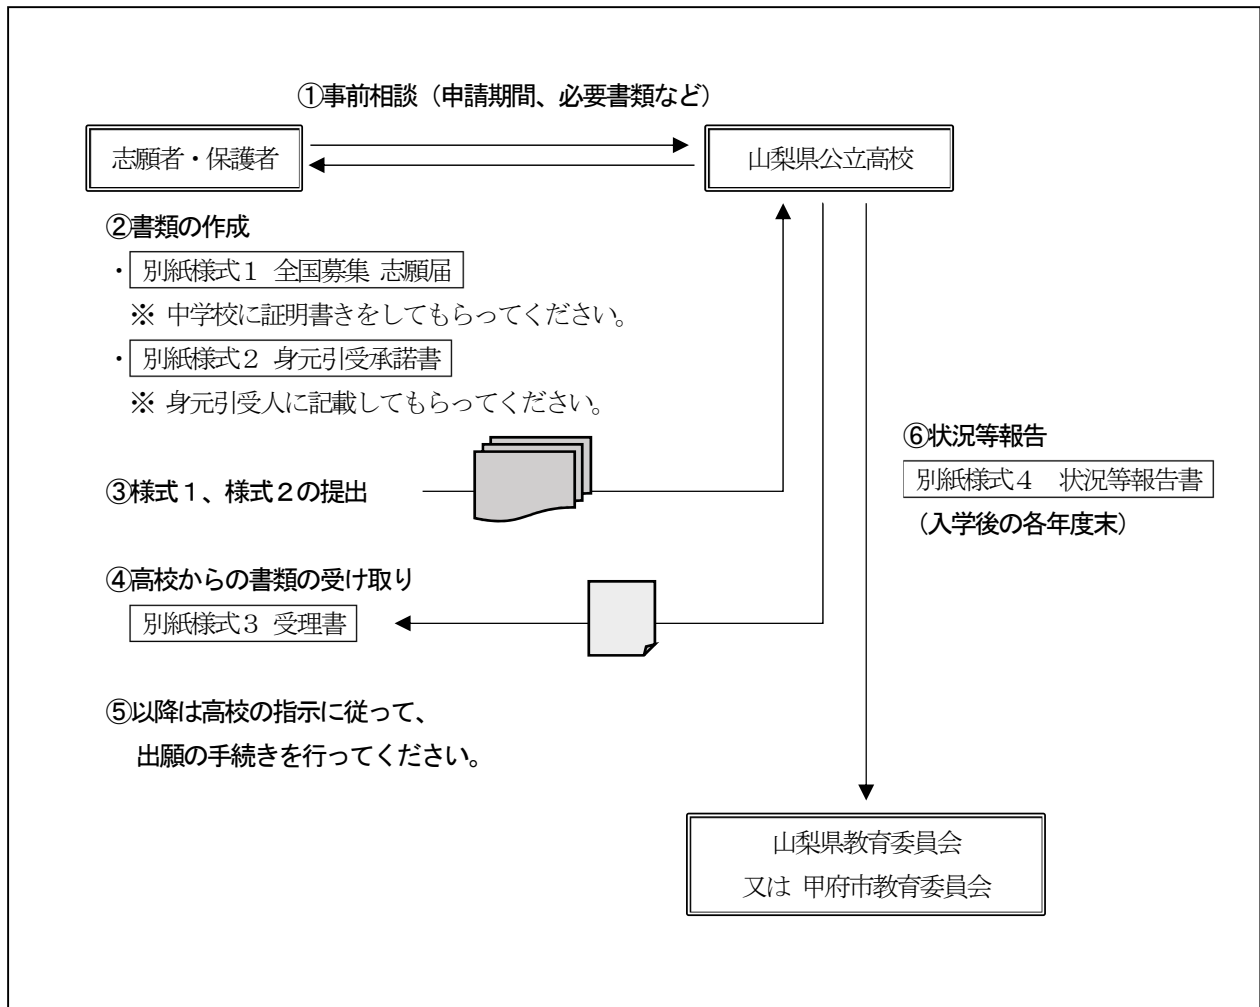 ①事前相談（申請期間、必要書類など）
志願者・保護者
山梨県公立高校
②書類の作成
・ 別紙様式１ 全国募集 志願届
※ 中学校に証明書きをしてもらってください。
・ 別紙様式２ 身元引受承諾書
※ 身元引受人に記載してもらってください。
③様式１、様式２の提出
④高校からの書類の受け取り
別紙様式３ 受理書
⑤以降は高校の指示に従って、
出願の手続きを行ってください。
⑥状況等報告
別紙様式４　状況等報告書
（入学後の各年度末）
山梨県教育委員会
又は 甲府市教育委員会